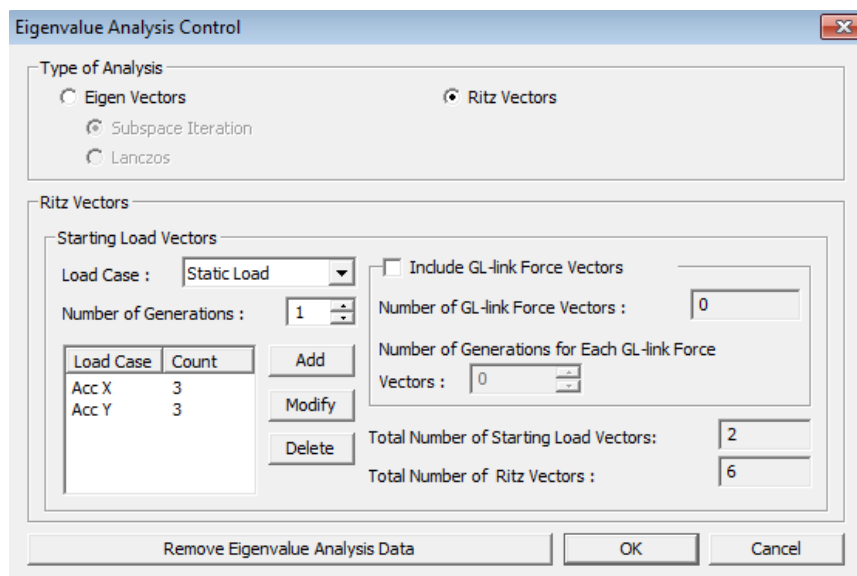 Eigenvalue Analysis Control
Type of Analysis
Eigen Vectors
Ritz Vectors
Subspace Iteration
Lanczos
Ritz Vectors
Starting Load Vectors
Load Case : Static Load
Number of Generations : 1
Load Case Count
Acc X 3
Acc Y 3
Add
Modify
Delete
Include GL-link Force Vectors
Number of GL-link Force Vectors : 0
Number of Generations for Each GL-link Force
Vectors : 0
Total Number of Starting Load Vectors: 2
Total Number of Ritz Vectors : 6
Remove Eigenvalue Analysis Data
OK
Cancel